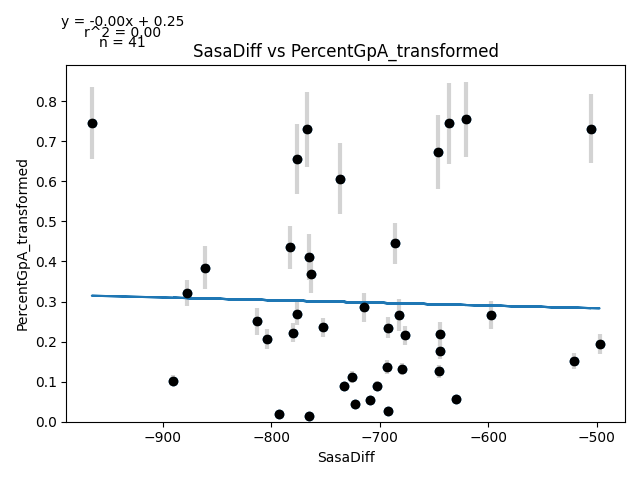 y = -0.00x + 0.25
r^2 = 0.00
n = 41
SasaDiff vs PercentGpA_transformed
PercentGpA_transformed
0.8
0.7
0.6
0.5
0.4
0.3
0.2
0.1
0.0
−900
−800
−700
−600
−500
SasaDiff